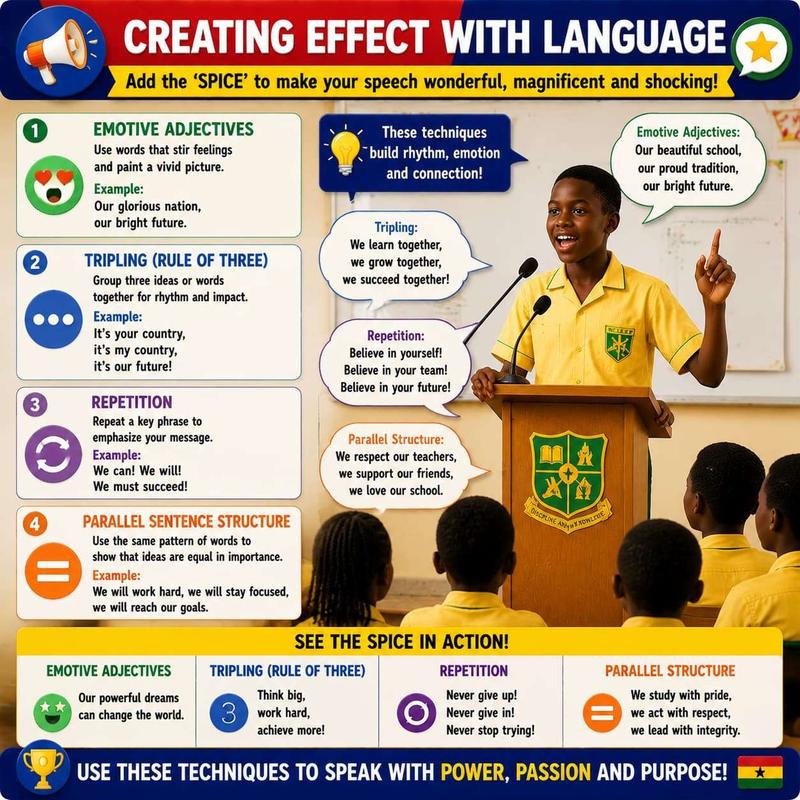 CREATING EFFECT WITH LANGUAGE
Add the ‘SPICE’ to make your speech wonderful, magnificent and shocking!
1
EMOTIVE ADJECTIVES
Use words that stir feelings
and paint a vivid picture.
Example:
Our glorious nation,
our bright future.
2
TRIPLING (RULE OF THREE)
Group three ideas or words
together for rhythm and impact.
Example:
It's your country,
it's my country,
it's our future!
3
REPETITION
Repeat a key phrase to
emphasize your message.
Example:
We can! We will!
We must succeed!
4
PARALLEL SENTENCE STRUCTURE
Use the same pattern of words to
show that ideas are equal in importance.
Example:
We will work hard, we will stay focused,
we will reach our goals.
These techniques
build rhythm, emotion
and connection!
Tripling:
We learn together,
we grow together,
we succeed together!
Repetition:
Believe in yourself!
Believe in your team!
Believe in your future!
Parallel Structure:
We respect our teachers,
we support our friends,
we love our school.
Emotive Adjectives:
Our beautiful school,
our proud tradition,
our bright future.
DISCIPLINE KNOWLEDGE
SEE THE SPICE IN ACTION!
EMOTIVE ADJECTIVES
Our powerful dreams
can change the world.
TRIPLING (RULE OF THREE)
3
Think big,
work hard,
achieve more!
REPETITION
Never give up!
Never give in!
Never stop trying!
PARALLEL STRUCTURE
We study with pride,
we act with respect,
we lead with integrity.
USE THESE TECHNIQUES TO SPEAK WITH POWER, PASSION AND PURPOSE!